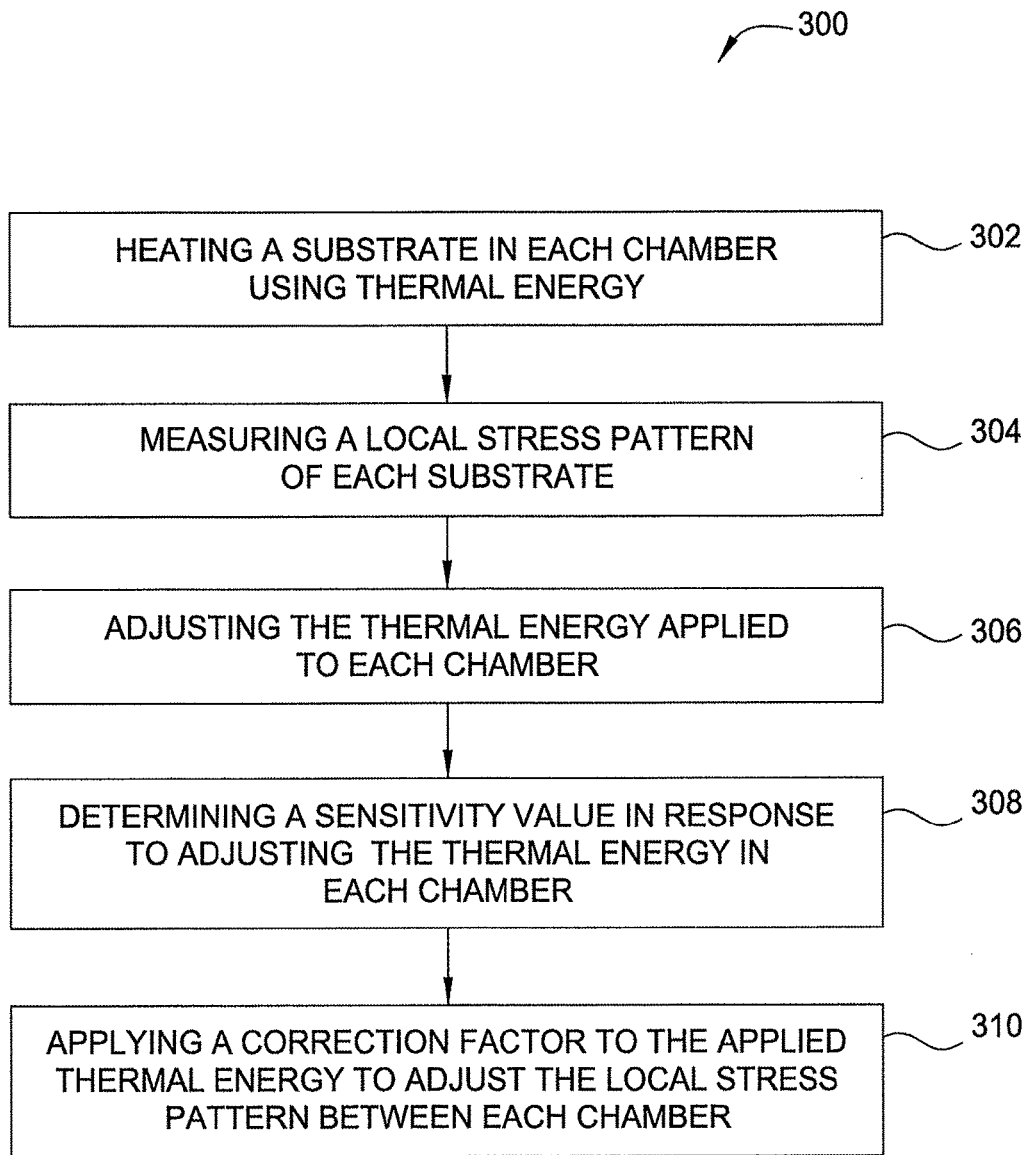 300
HEATING A SUBSTRATE IN EACH CHAMBER
USING THERMAL ENERGY
302
MEASURING A LOCAL STRESS PATTERN
OF EACH SUBSTRATE
304
ADJUSTING THE THERMAL ENERGY APPLIED
TO EACH CHAMBER
306
DETERMINING A SENSITIVITY VALUE IN RESPONSE
TO ADJUSTING THE THERMAL ENERGY IN
EACH CHAMBER
308
APPLYING A CORRECTION FACTOR TO THE APPLIED
THERMAL ENERGY TO ADJUST THE LOCAL STRESS
PATTERN BETWEEN EACH CHAMBER
310